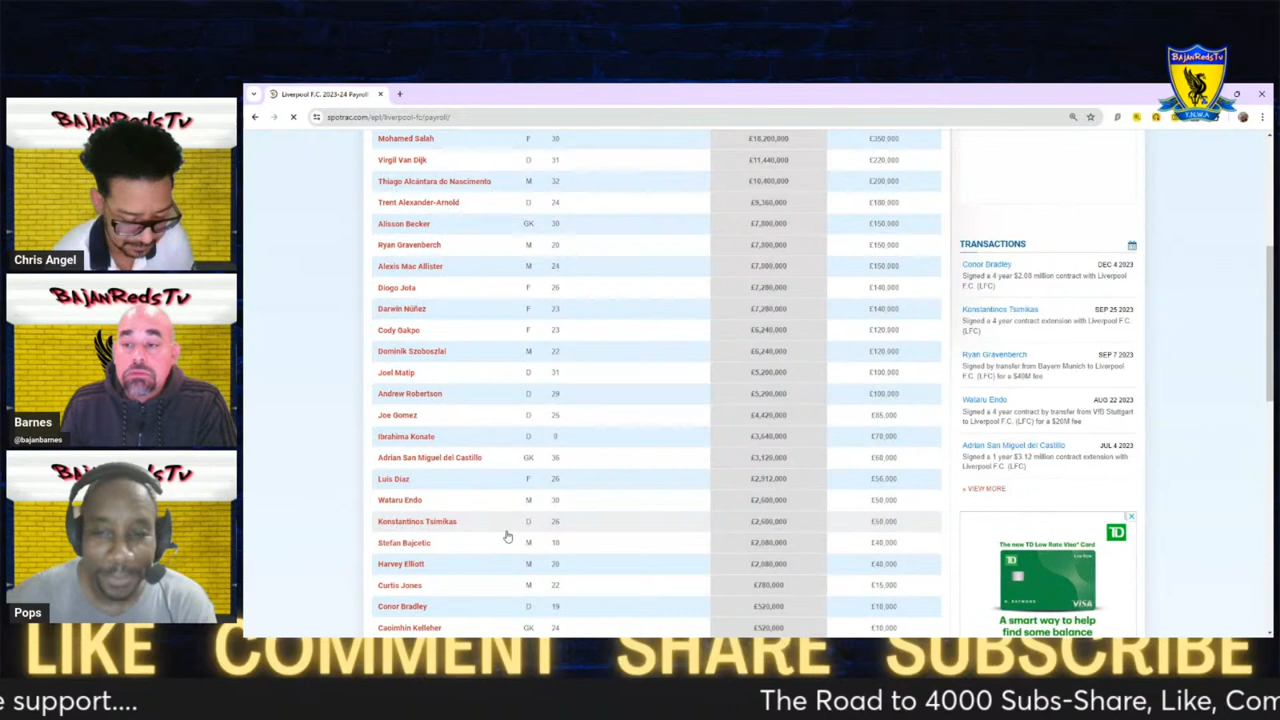 BAJANREDSTV
Y.N.W.A
BAJANREDSTV
Chris Angel
BAJANREDSTV
Barnes
@bajanbarnes
Pops
Liverpool F.C. 2023-24 Payroll
spotrac.com/epl/liverpool-fc/payroll/
Mohamed Salah F 30 £18,200,000 £350,000
Virgil Van Dijk D 31 £11,440,000 £220,000
Thiago Alcántara do Nascimento M 32 £10,400,000 £200,000
Trent Alexander-Arnold D 24 £9,360,000 £180,000
Alisson Becker GK 30 £7,800,000 £150,000
Ryan Gravenberch M 20 £7,800,000 £150,000
Alexis Mac Allister M 24 £7,800,000 £150,000
Diogo Jota F 26 £7,280,000 £140,000
Darwin Núñez F 23 £7,280,000 £140,000
Cody Gakpo F 23 £6,240,000 £120,000
Dominik Szoboszlai M 22 £6,240,000 £120,000
Joel Matip D 31 £5,200,000 £100,000
Andrew Robertson D 29 £5,200,000 £100,000
Joe Gomez D 25 £4,420,000 £85,000
Ibrahima Konate D 0 £3,640,000 £70,000
Adrian San Miguel del Castillo GK 36 £3,120,000 £60,000
Luis Diaz F 26 £2,912,000 £56,000
Wataru Endo M 30 £2,600,000 £50,000
Konstantinos Tsimikas D 26 £2,600,000 £50,000
Stefan Bajcetic M 18 £2,080,000 £40,000
Harvey Elliott M 20 £2,080,000 £40,000
Curtis Jones M 22 £780,000 £15,000
Conor Bradley D 19 £520,000 £10,000
Caoimhin Kelleher GK 24 £520,000 £10,000
TRANSACTIONS
Conor Bradley DEC 4 2023
Signed a 4 year $2.08 million contract with Liverpool
F.C. (LFC)
Konstantinos Tsimikas SEP 25 2023
Signed a 4 year contract extension with Liverpool F.C.
(LFC)
Ryan Gravenberch SEP 7 2023
Signed by transfer from Bayern Munich to Liverpool
F.C. (LFC) for a $40M fee
Wataru Endo AUG 22 2023
Signed a 4 year contract by transfer from VfB Stuttgart
to Liverpool F.C. (LFC) for a $20M fee
Adrian San Miguel del Castillo JUL 4 2023
Signed a 1 year $3.12 million contract extension with
Liverpool F.C. (LFC)
« VIEW MORE
TD
The new TD Low Rate Visa* Card
TD
VISA
A smart way to help
find some balance
LIKE COMMENT SHARE SUBSCRIBE
e support....
The Road to 4000 Subs-Share, Like, Com